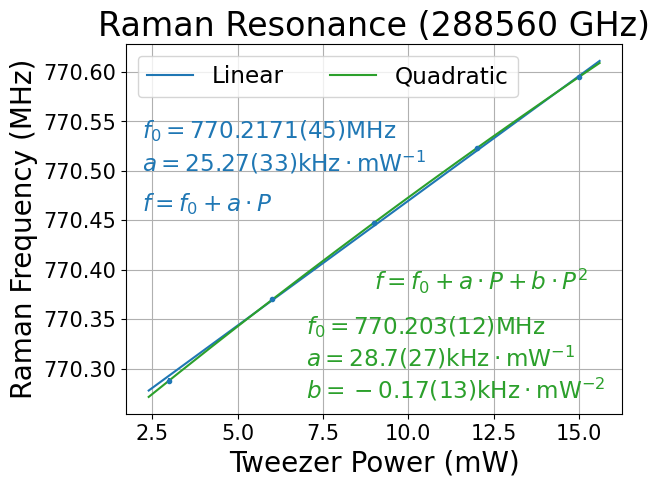 Raman Resonance (288560 GHz)
Linear
Quadratic
f₀ = 770.2171(45)MHz
a = 25.27(33)kHz · mW⁻¹
f = f₀ + a · P
f = f₀ + a · P + b · P²
f₀ = 770.203(12)MHz
a = 28.7(27)kHz · mW⁻¹
b = −0.17(13)kHz · mW⁻²
Raman Frequency (MHz)
770.60
770.55
770.50
770.45
770.40
770.35
770.30
2.5 5.0 7.5 10.0 12.5 15.0
Tweezer Power (mW)